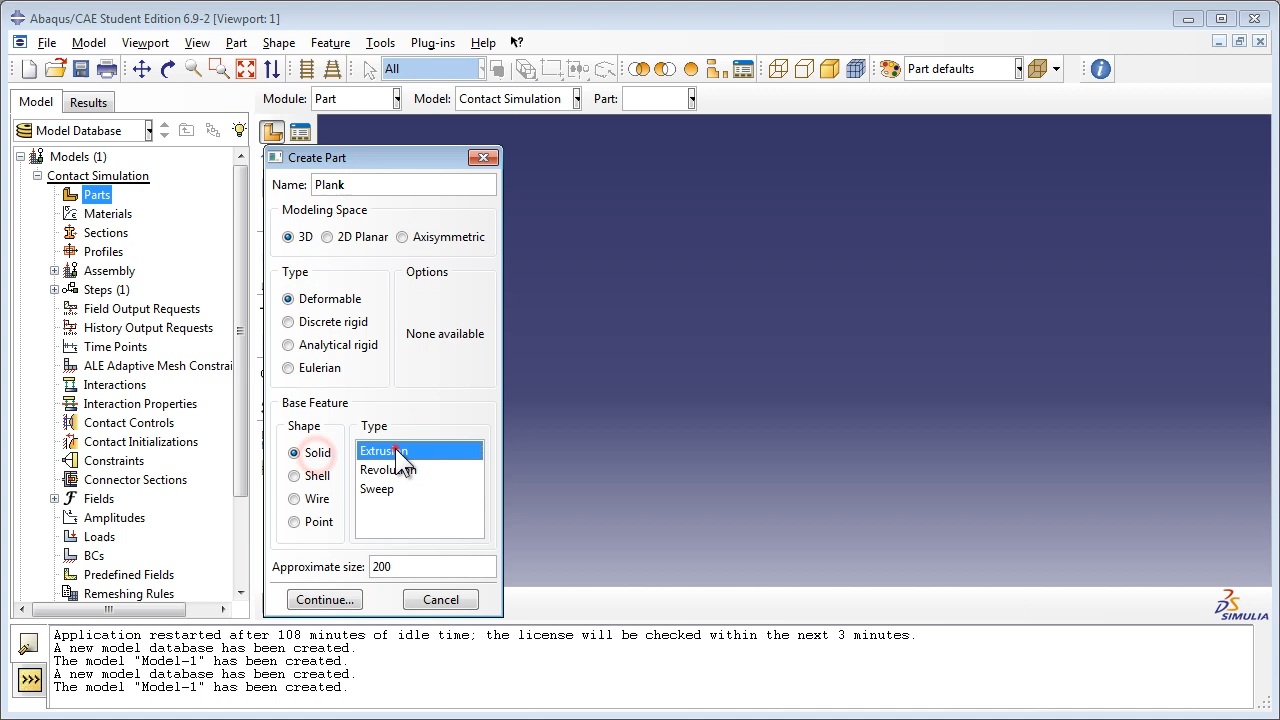 Abaqus/CAE Student Edition 6.9-2 [Viewport: 1]
File Model Viewport View Part Shape Feature Tools Plug-ins Help
All
Part defaults
Model Results
Module: Part Model: Contact Simulation Part:
Model Database
Models (1)
Contact Simulation
Parts
Materials
Sections
Profiles
Assembly
Steps (1)
Field Output Requests
History Output Requests
Time Points
ALE Adaptive Mesh Constrai
Interactions
Interaction Properties
Contact Controls
Contact Initializations
Constraints
Connector Sections
Fields
Amplitudes
Loads
BCs
Predefined Fields
Remeshing Rules
Create Part
Name: Plank
Modeling Space
3D 2D Planar Axisymmetric
Type
Deformable
Discrete rigid
Analytical rigid
Eulerian
Options
None available
Base Feature
Shape
Solid
Shell
Wire
Point
Type
Extrusion
Revolution
Sweep
Approximate size: 200
Continue... Cancel
SIMULIA
Application restarted after 108 minutes of idle time; the license will be checked within the next 3 minutes.
A new model database has been created.
The model "Model-1" has been created.
A new model database has been created.
The model "Model-1" has been created.